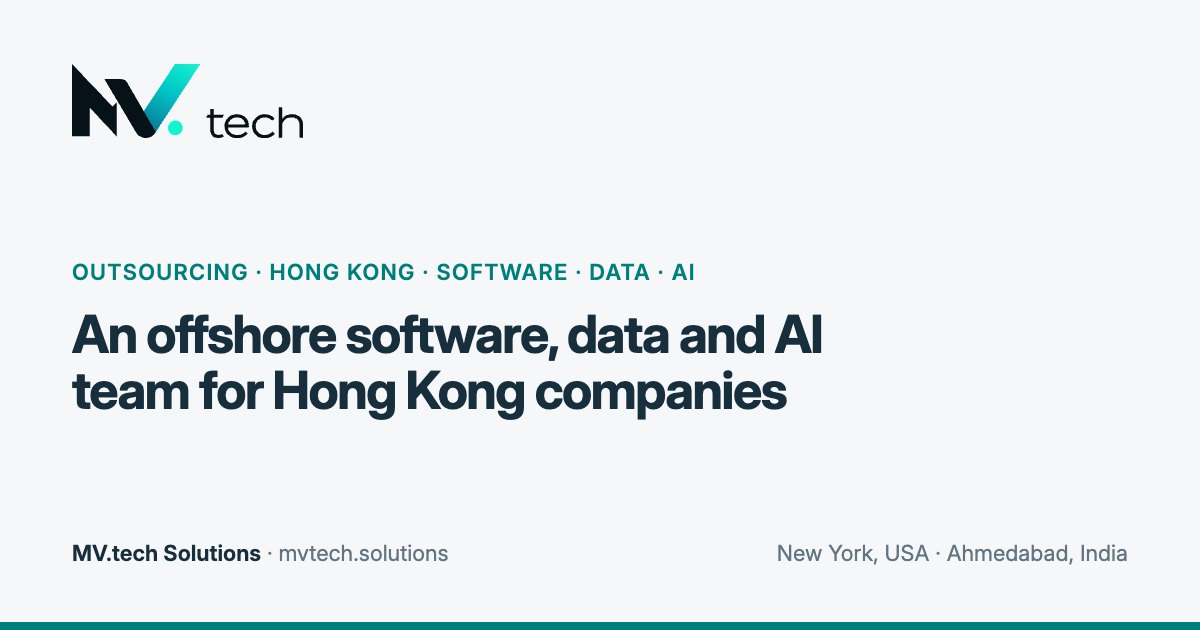 MV. tech
OUTSOURCING · HONG KONG · SOFTWARE · DATA · AI
An offshore software, data and AI
team for Hong Kong companies
MV.tech Solutions · mvtech.solutions
New York, USA · Ahmedabad, India